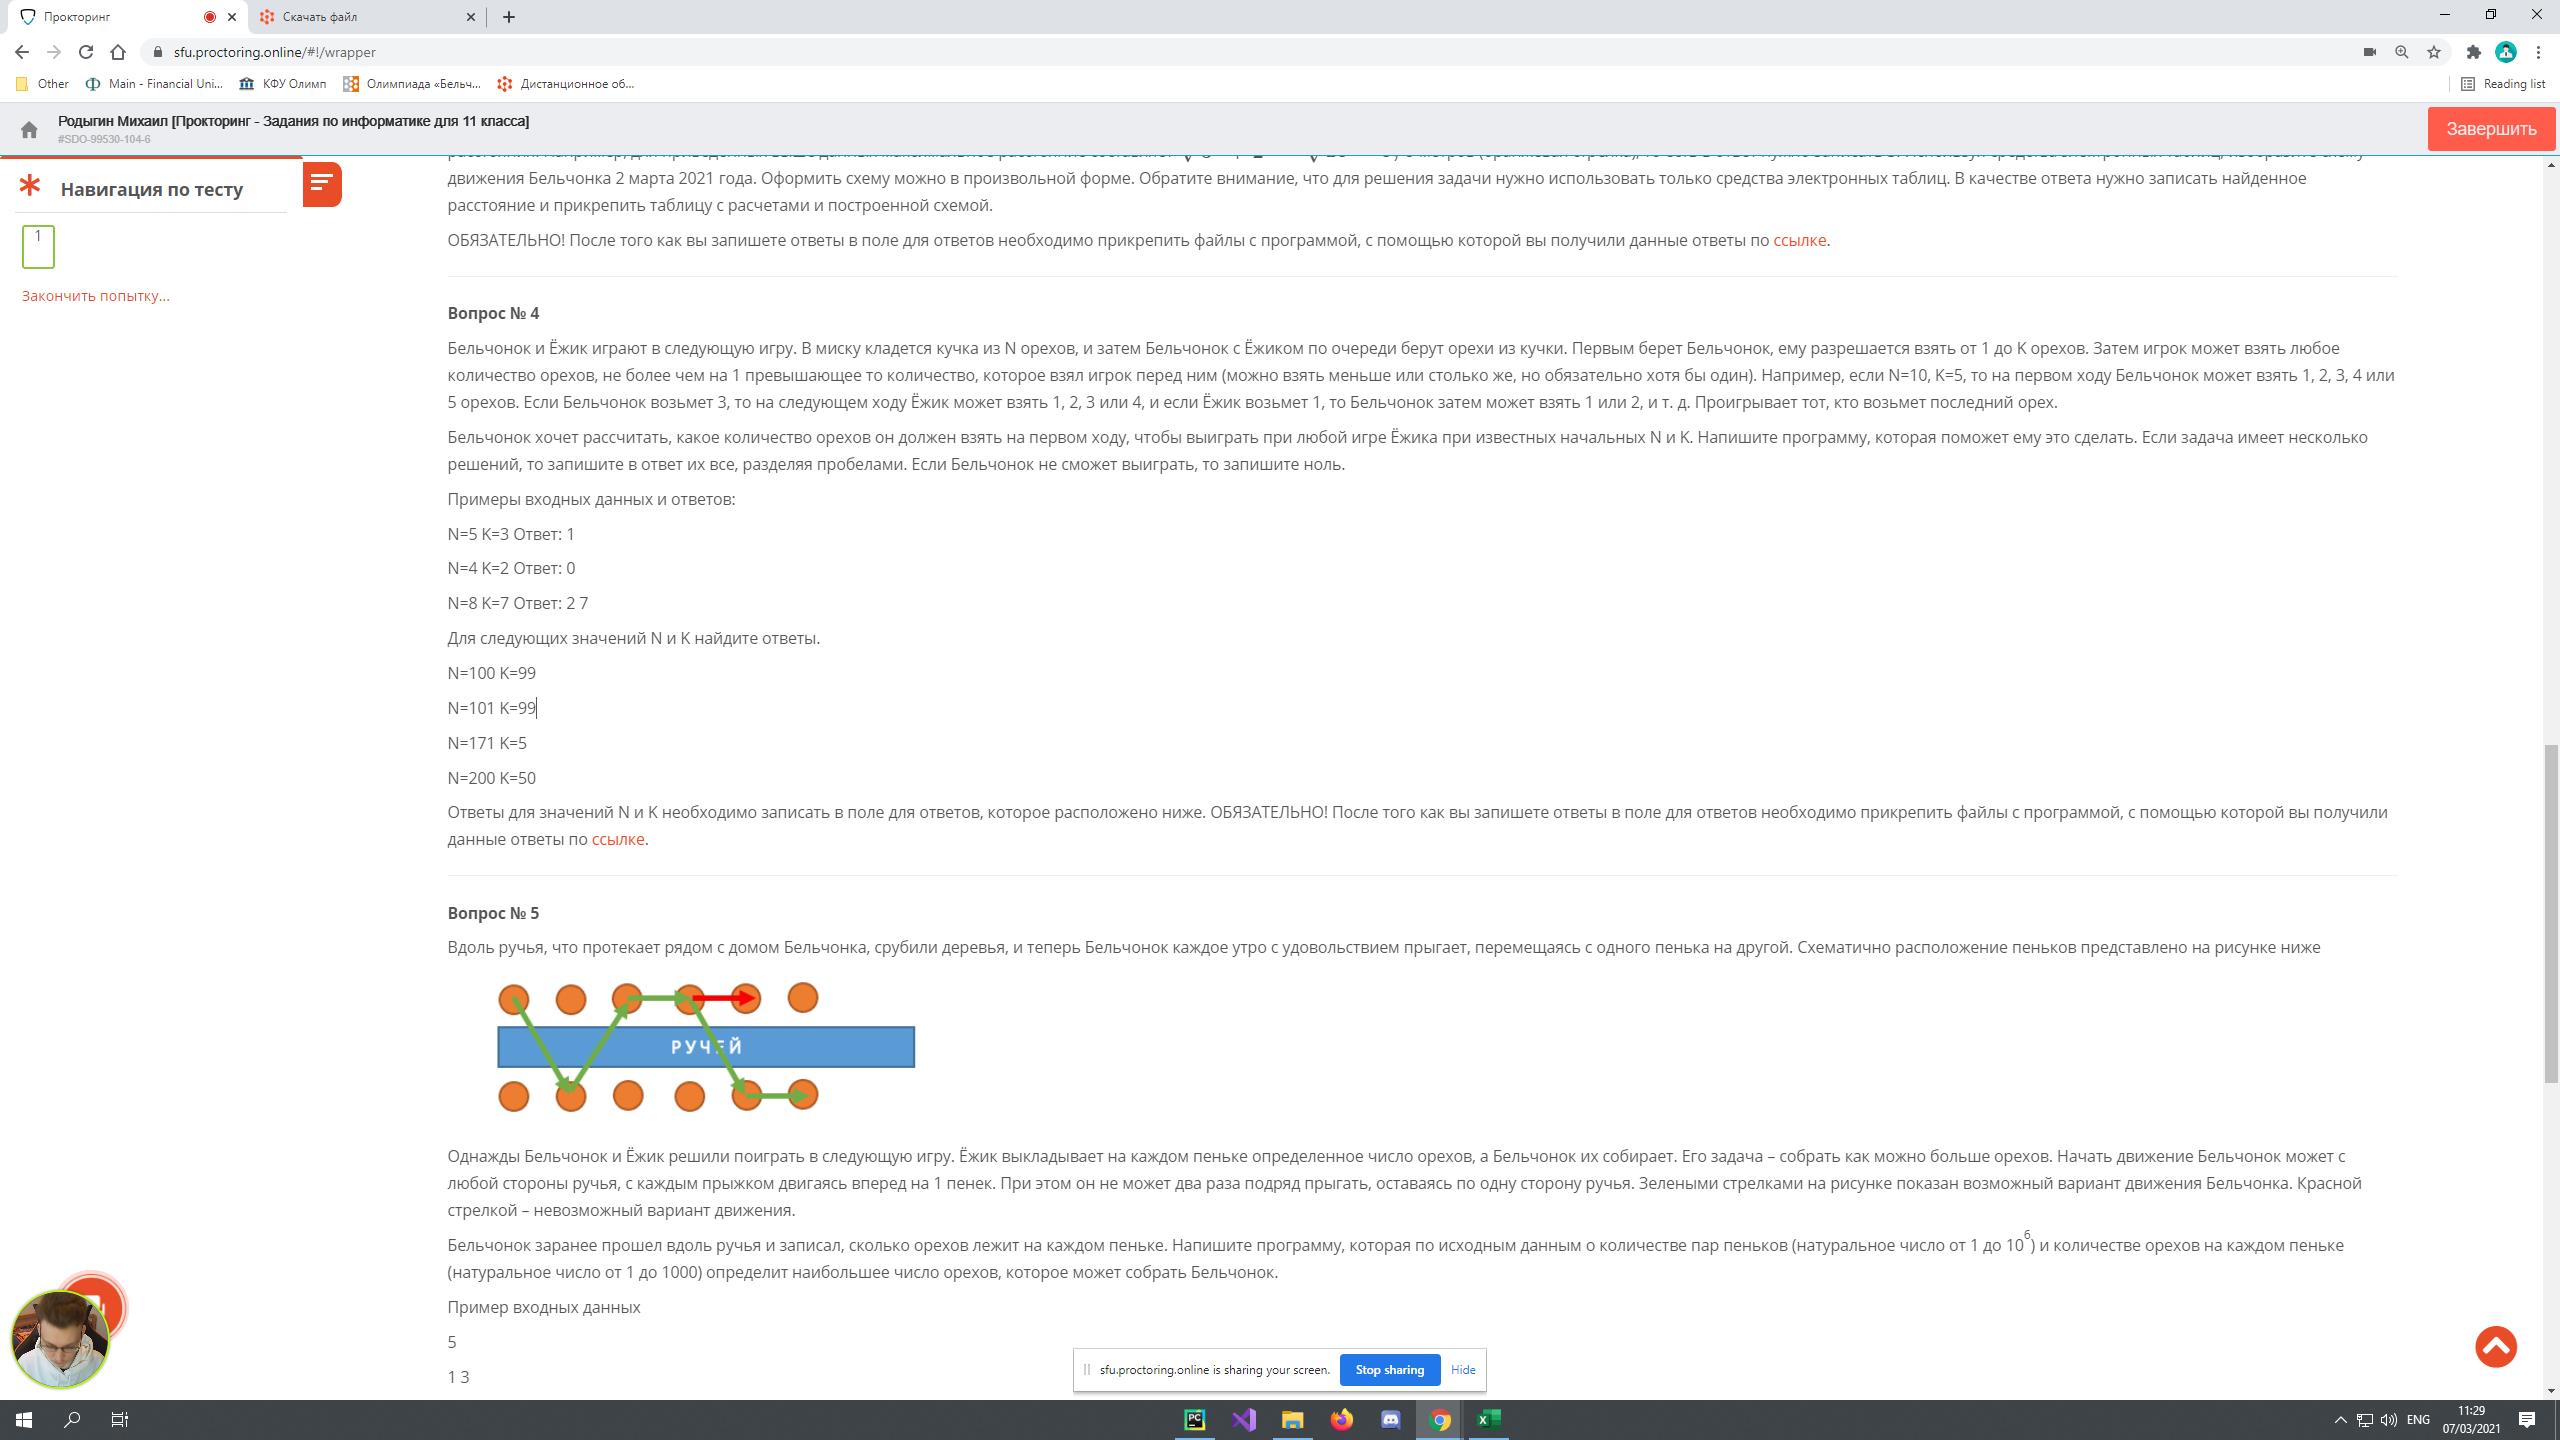 Прокторинг
Скачать файл
sfu.proctoring.online/#!/wrapper
Other
Main - Financial Uni...
КФУ Олимп
Олимпиада «Бельч...
Дистанционное об...
Reading list
Родыгин Михаил [Прокторинг - Задания по информатике для 11 класса]
#SDO-99530-104-6
Завершить
Навигация по тесту
1
Закончить попытку...
движения Бельчонка 2 марта 2021 года. Оформить схему можно в произвольной форме. Обратите внимание, что для решения задачи нужно использовать только средства электронных таблиц. В качестве ответа нужно записать найденное
расстояние и прикрепить таблицу с расчетами и построенной схемой.
ОБЯЗАТЕЛЬНО! После того как вы запишете ответы в поле для ответов необходимо прикрепить файлы с программой, с помощью которой вы получили данные ответы по ссылке.
Вопрос № 4
Бельчонок и Ёжик играют в следующую игру. В миску кладется кучка из N орехов, и затем Бельчонок с Ёжиком по очереди берут орехи из кучки. Первым берет Бельчонок, ему разрешается взять от 1 до K орехов. Затем игрок может взять любое
количество орехов, не более чем на 1 превышающее то количество, которое взял игрок перед ним (можно взять меньше или столько же, но обязательно хотя бы один). Например, если N=10, K=5, то на первом ходу Бельчонок может взять 1, 2, 3, 4 или
5 орехов. Если Бельчонок возьмет 3, то на следующем ходу Ёжик может взять 1, 2, 3 или 4, и если Ёжик возьмет 1, то Бельчонок затем может взять 1 или 2, и т. д. Проигрывает тот, кто возьмет последний орех.
Бельчонок хочет рассчитать, какое количество орехов он должен взять на первом ходу, чтобы выиграть при любой игре Ёжика при известных начальных N и K. Напишите программу, которая поможет ему это сделать. Если задача имеет несколько
решений, то запишите в ответ их все, разделяя пробелами. Если Бельчонок не сможет выиграть, то запишите ноль.
Примеры входных данных и ответов:
N=5 K=3 Ответ: 1
N=4 K=2 Ответ: 0
N=8 K=7 Ответ: 2 7
Для следующих значений N и K найдите ответы.
N=100 K=99
N=101 K=99
N=171 K=5
N=200 K=50
Ответы для значений N и K необходимо записать в поле для ответов, которое расположено ниже. ОБЯЗАТЕЛЬНО! После того как вы запишете ответы в поле для ответов необходимо прикрепить файлы с программой, с помощью которой вы получили
данные ответы по ссылке.
Вопрос № 5
Вдоль ручья, что протекает рядом с домом Бельчонка, срубили деревья, и теперь Бельчонок каждое утро с удовольствием прыгает, перемещаясь с одного пенька на другой. Схематично расположение пеньков представлено на рисунке ниже
РУЧЕЙ
Однажды Бельчонок и Ёжик решили поиграть в следующую игру. Ёжик выкладывает на каждом пеньке определенное число орехов, а Бельчонок их собирает. Его задача – собрать как можно больше орехов. Начать движение Бельчонок может с
любой стороны ручья, с каждым прыжком двигаясь вперед на 1 пенек. При этом он не может два раза подряд прыгать, оставаясь по одну сторону ручья. Зелеными стрелками на рисунке показан возможный вариант движения Бельчонка. Красной
стрелкой – невозможный вариант движения.
Бельчонок заранее прошел вдоль ручья и записал, сколько орехов лежит на каждом пеньке. Напишите программу, которая по исходным данным о количестве пар пеньков (натуральное число от 1 до 10^6) и количестве орехов на каждом пеньке
(натуральное число от 1 до 1000) определит наибольшее число орехов, которое может собрать Бельчонок.
Пример входных данных
5
1 3
sfu.proctoring.online is sharing your screen.
Stop sharing
Hide
ENG
11:29
07/03/2021